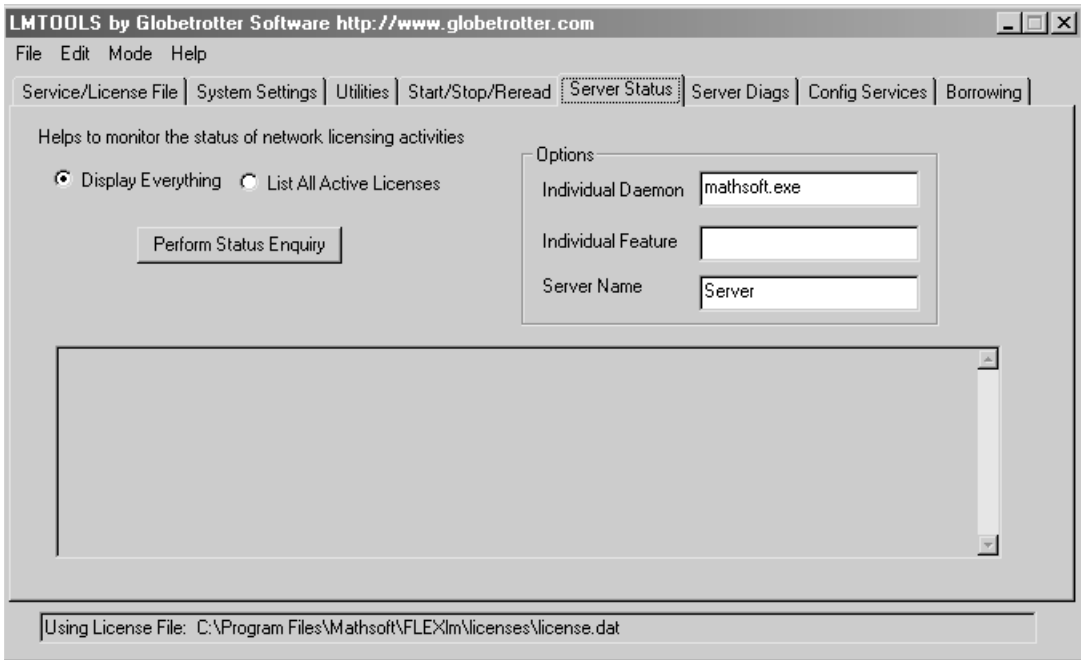 LMTOOLS by Globetrotter Software http://www.globetrotter.com
File Edit Mode Help
Service/License File System Settings Utilities Start/Stop/Reread Server Status Server Diags Config Services Borrowing
Helps to monitor the status of network licensing activities
Display Everything List All Active Licenses
Perform Status Enquiry
Options
Individual Daemon mathsoft.exe
Individual Feature
Server Name Server
Using License File: C:\Program Files\Mathsoft\FLEXlm\licenses\license.dat